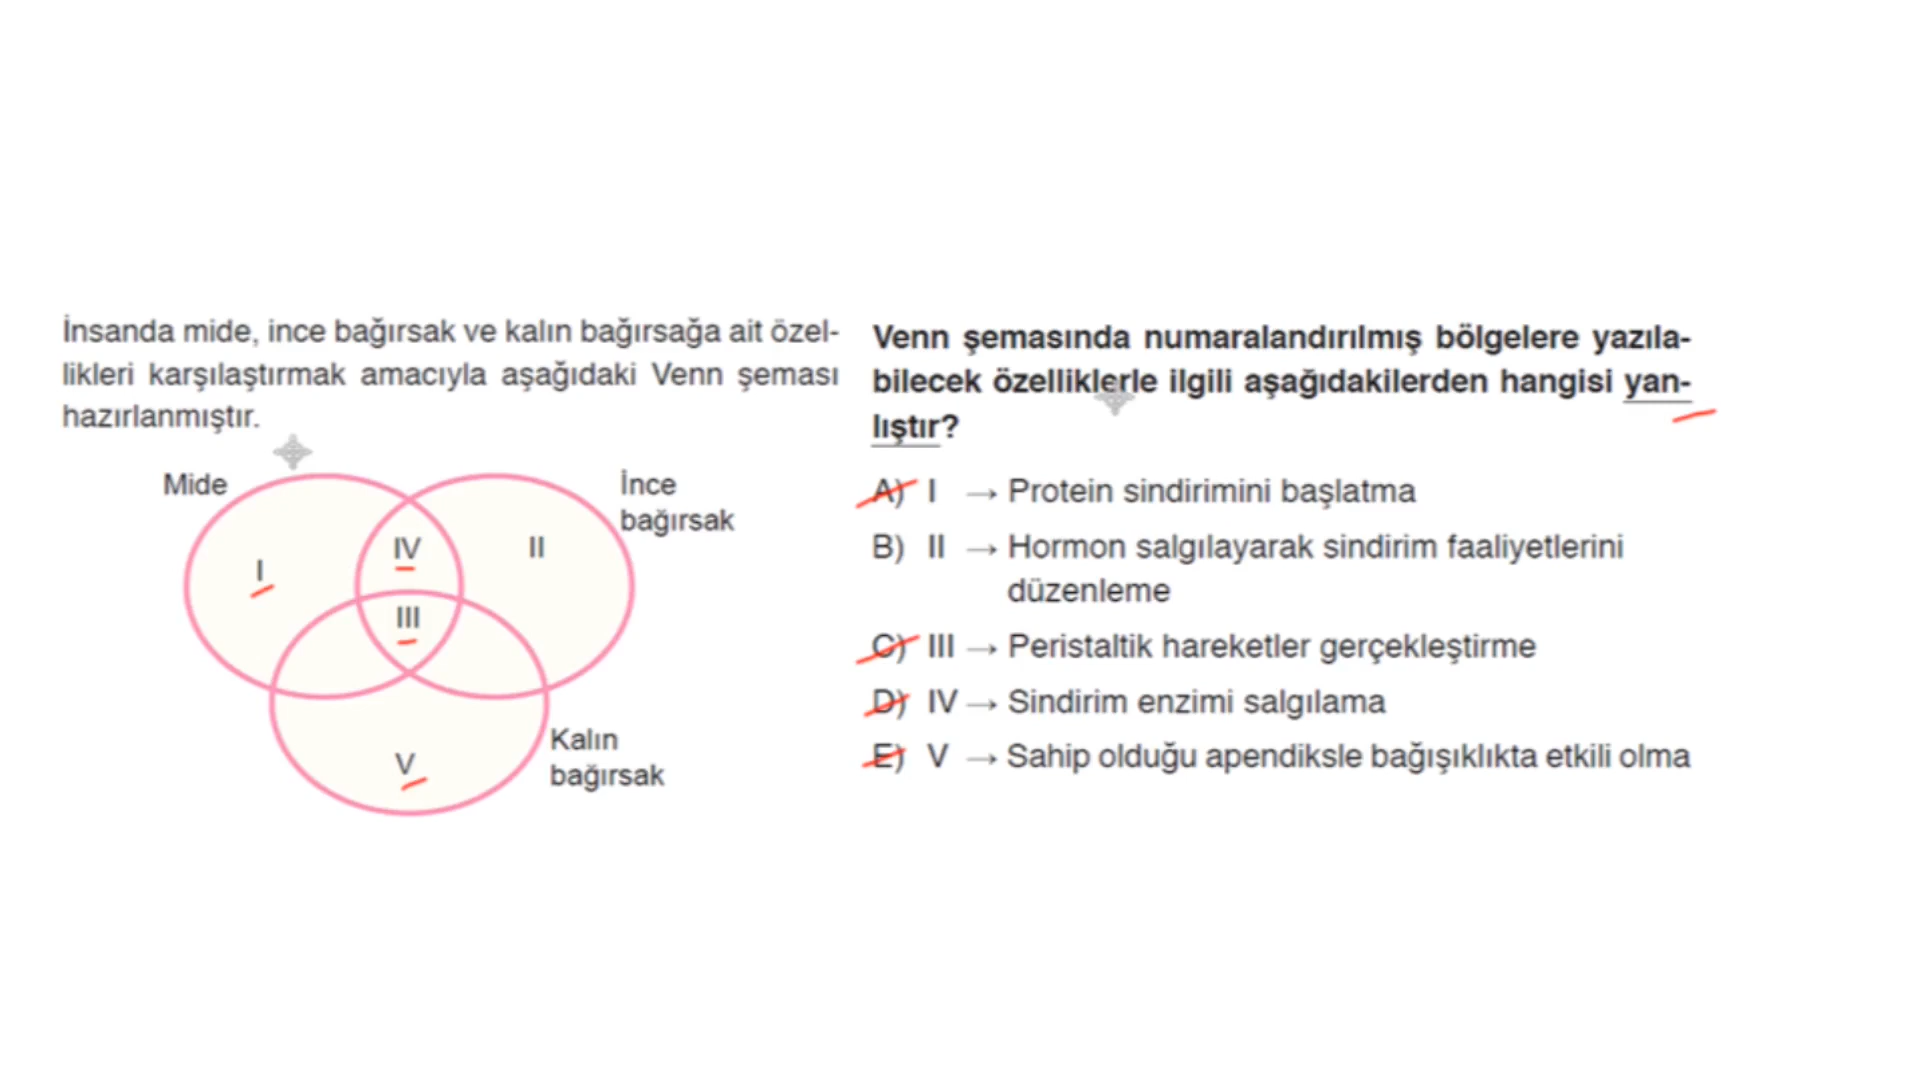 İnsanda mide, ince bağırsak ve kalın bağırsağa ait özel-
likleri karşılaştırmak amacıyla aşağıdaki Venn şeması
hazırlanmıştır.
Mide
İnce
bağırsak
I
IV
II
III
V
Kalın
bağırsak
Venn şemasında numaralandırılmış bölgelere yazıla-
bilecek özelliklerle ilgili aşağıdakilerden hangisi yan-
lıştır?
A) I → Protein sindirimini başlatma
B) II → Hormon salgılayarak sindirim faaliyetlerini
düzenleme
C) III → Peristaltik hareketler gerçekleştirme
D) IV → Sindirim enzimi salgılama
E) V → Sahip olduğu apendiksle bağışıklıkta etkili olma